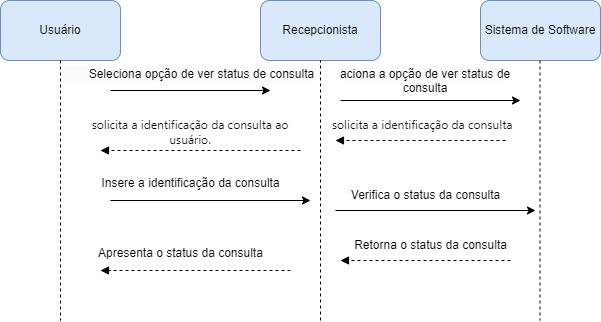 Usuário
Recepcionista
Sistema de Software
Seleciona opção de ver status de consulta
aciona a opção de ver status de
consulta
solicita a identificação da consulta ao
usuário.
solicita a identificação da consulta
Insere a identificação da consulta
Verifica o status da consulta
Apresenta o status da consulta
Retorna o status da consulta